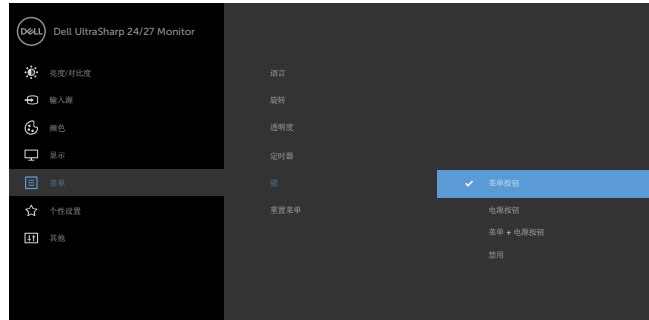 DELL Dell UltraSharp 24/27 Monitor
亮度/对比度
输入源
颜色
显示
菜单
个性设置
其他
语言
旋转
透明度
定时器
锁
重置菜单
菜单按钮
电源按钮
菜单 + 电源按钮
禁用